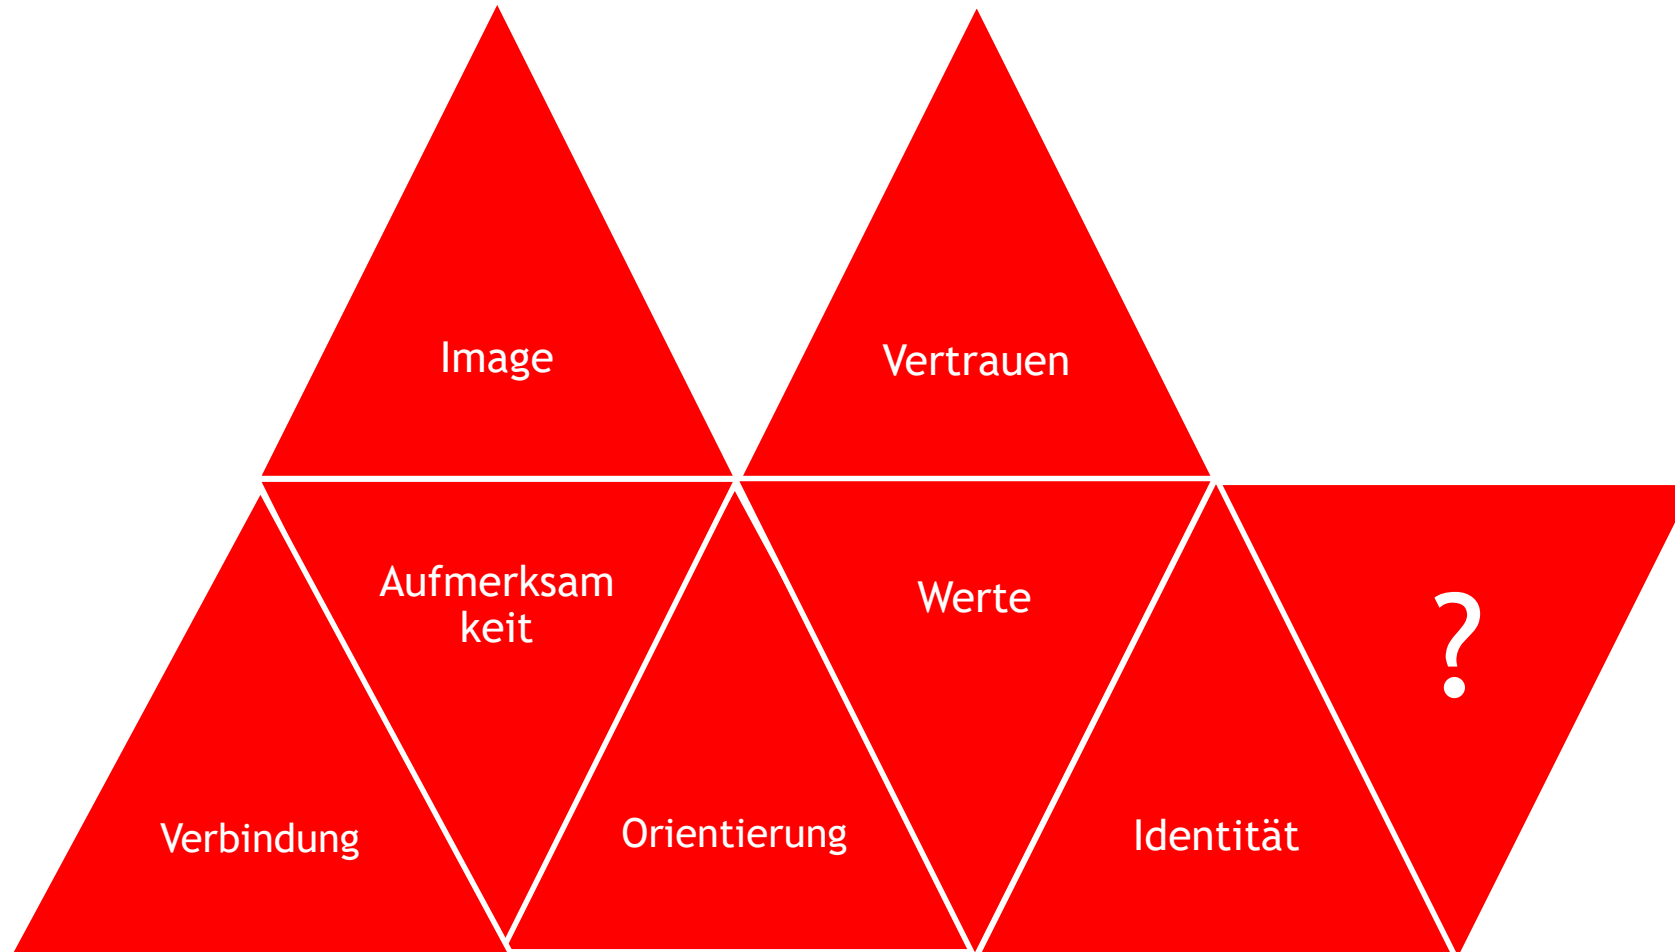 Image
Vertrauen
Aufmerksam
keit
Werte
?
Verbindung
Orientierung
Identität